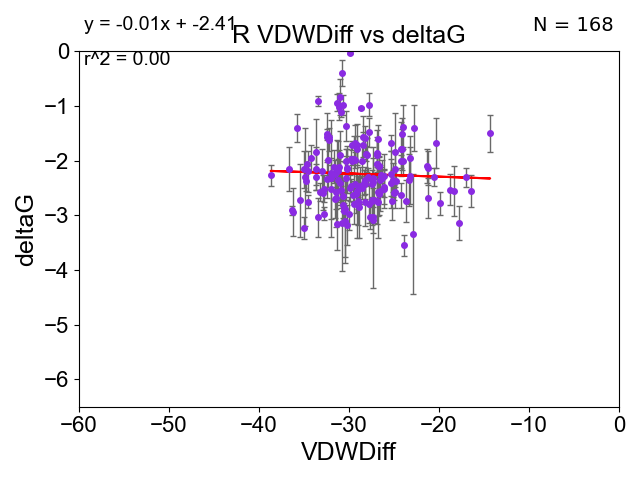 y = -0.01x + -2.41
R VDWDiff vs deltaG
N = 168
r^2 = 0.00
0
−1
−2
−3
−4
−5
−6
deltaG
−60
−50
−40
−30
−20
−10
0
VDWDiff